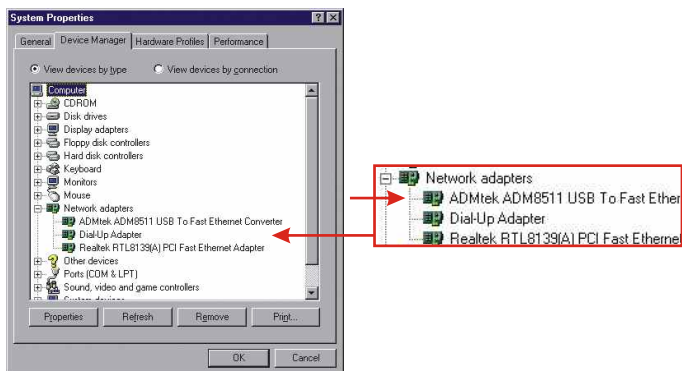 System Properties
General Device Manager Hardware Profiles Performance
View devices by type View devices by connection
Computer
CDROM
Disk drives
Display adapters
Floppy disk controllers
Hard disk controllers
Keyboard
Monitors
Mouse
Network adapters
ADMtek ADM8511 USB To Fast Ethernet Converter
Dial-Up Adapter
Realtek RTL8139(A) PCI Fast Ethernet Adapter
Other devices
Ports (COM & LPT)
Sound, video and game controllers
System devices
Properties Refresh Remove Print...
OK Cancel
Network adapters
ADMtek ADM8511 USB To Fast Ether
Dial-Up Adapter
Realtek RTL8139(A) PCI Fast Ethernet